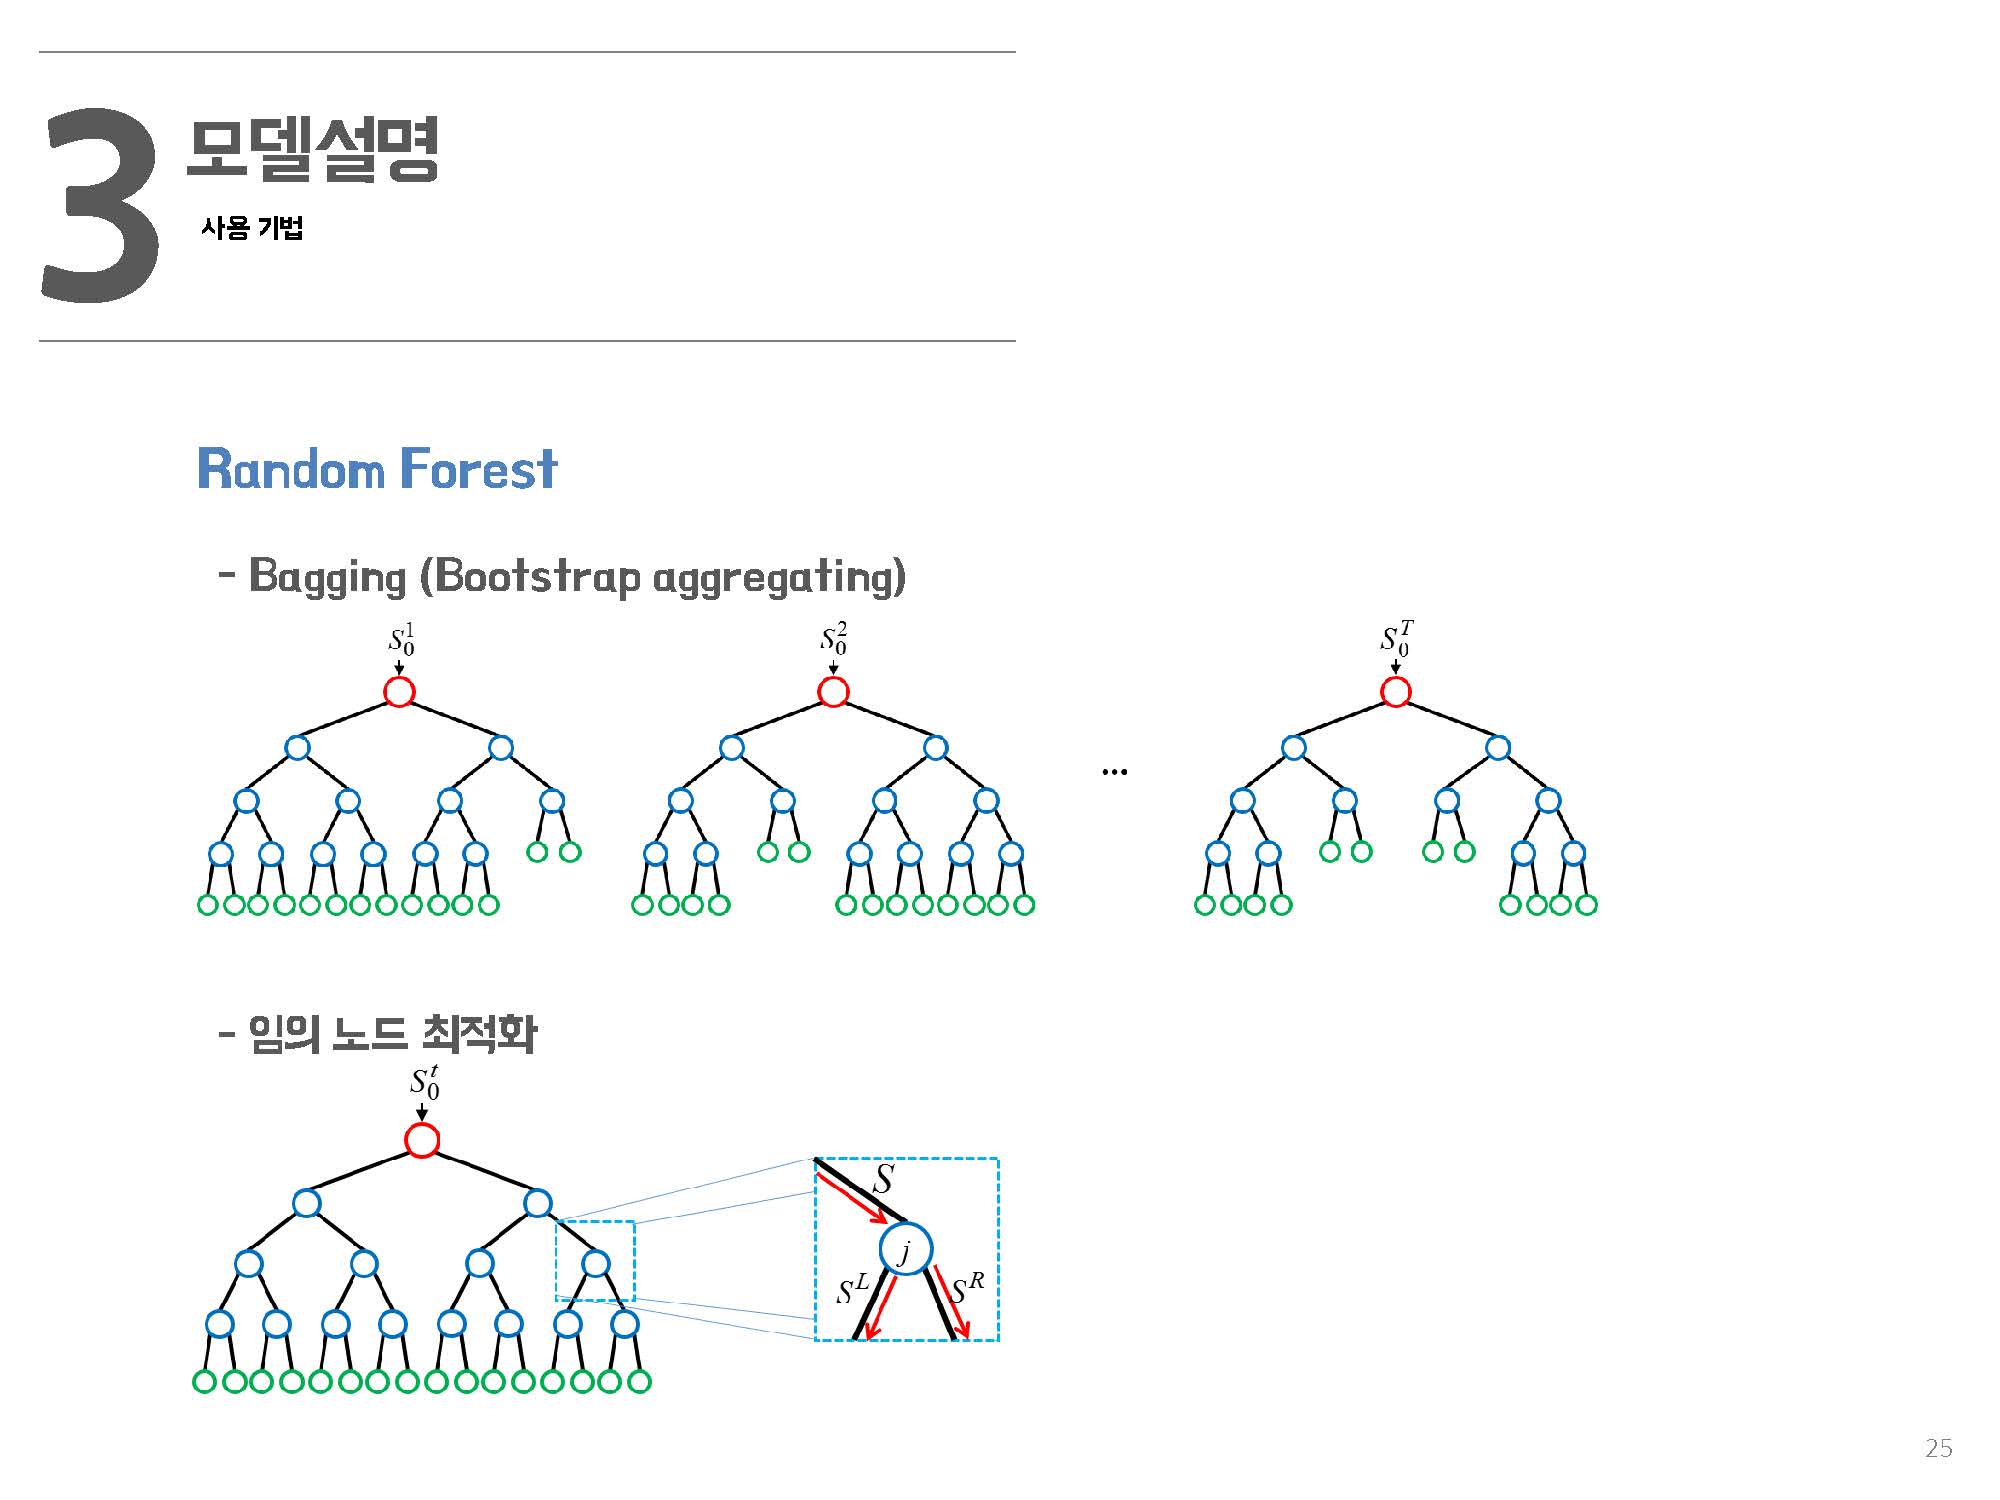 3
모델설명
사용 기법
Random Forest
- Bagging (Bootstrap aggregating)
S_0^1
S_0^2
S_0^T
...
- 임의 노드 최적화
S_0^t
S
j
S^L
S^R
25